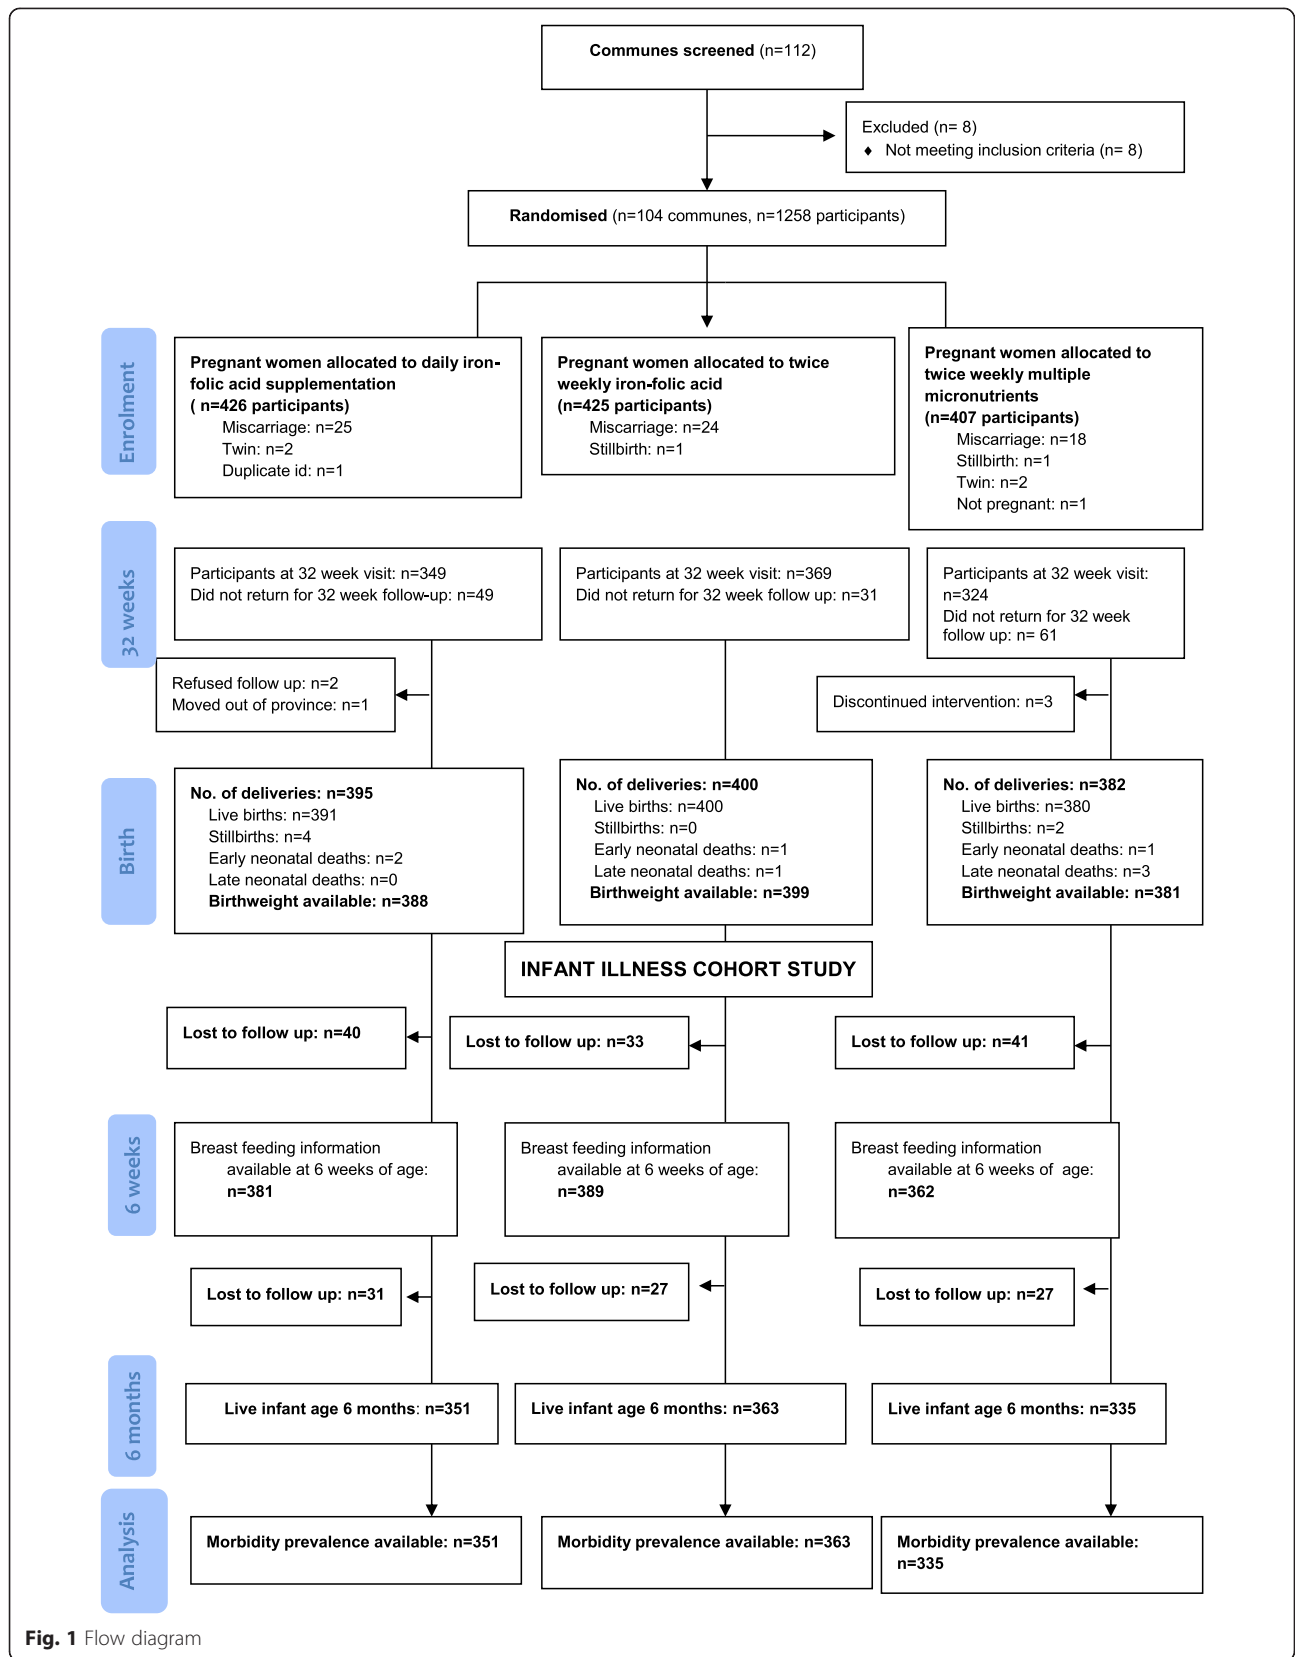 Communes screened (n=112)
Excluded (n= 8)
♦ Not meeting inclusion criteria (n= 8)
Randomised (n=104 communes, n=1258 participants)
Enrolment
Pregnant women allocated to daily iron-
folic acid supplementation
( n=426 participants)
Miscarriage: n=25
Twin: n=2
Duplicate id: n=1
Pregnant women allocated to twice
weekly iron-folic acid
(n=425 participants)
Miscarriage: n=24
Stillbirth: n=1
Pregnant women allocated to
twice weekly multiple
micronutrients
(n=407 participants)
Miscarriage: n=18
Stillbirth: n=1
Twin: n=2
Not pregnant: n=1
32 weeks
Participants at 32 week visit: n=349
Did not return for 32 week follow-up: n=49
Participants at 32 week visit: n=369
Did not return for 32 week follow up: n=31
Participants at 32 week visit:
n=324
Did not return for 32 week
follow up: n= 61
Refused follow up: n=2
Moved out of province: n=1
Discontinued intervention: n=3
Birth
No. of deliveries: n=395
Live births: n=391
Stillbirths: n=4
Early neonatal deaths: n=2
Late neonatal deaths: n=0
Birthweight available: n=388
No. of deliveries: n=400
Live births: n=400
Stillbirths: n=0
Early neonatal deaths: n=1
Late neonatal deaths: n=1
Birthweight available: n=399
No. of deliveries: n=382
Live births: n=380
Stillbirths: n=2
Early neonatal deaths: n=1
Late neonatal deaths: n=3
Birthweight available: n=381
INFANT ILLNESS COHORT STUDY
Lost to follow up: n=40
Lost to follow up: n=33
Lost to follow up: n=41
6 weeks
Breast feeding information
available at 6 weeks of age:
n=381
Breast feeding information
available at 6 weeks of age:
n=389
Breast feeding information
available at 6 weeks of age:
n=362
Lost to follow up: n=31
Lost to follow up: n=27
Lost to follow up: n=27
6 months
Live infant age 6 months: n=351
Live infant age 6 months: n=363
Live infant age 6 months: n=335
Analysis
Morbidity prevalence available: n=351
Morbidity prevalence available: n=363
Morbidity prevalence available:
n=335
Fig. 1 Flow diagram